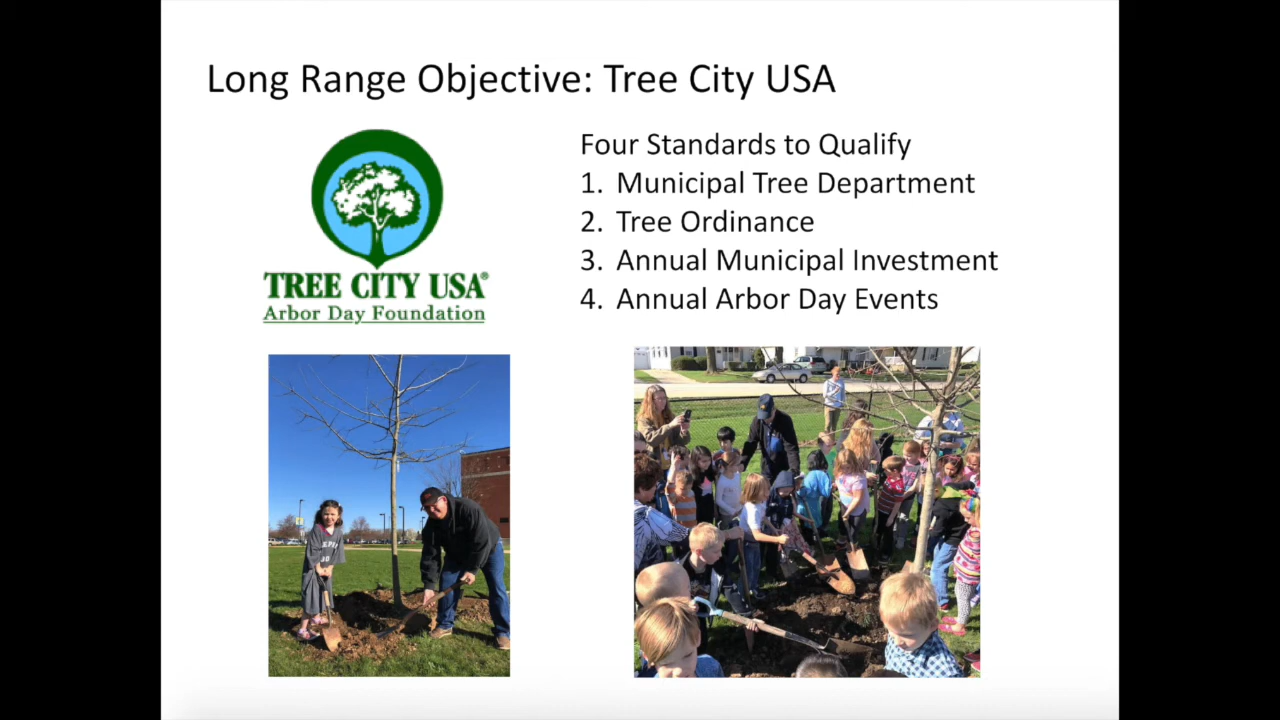 Long Range Objective: Tree City USA
TREE CITY USA®
Arbor Day Foundation
Four Standards to Qualify
1. Municipal Tree Department
2. Tree Ordinance
3. Annual Municipal Investment
4. Annual Arbor Day Events